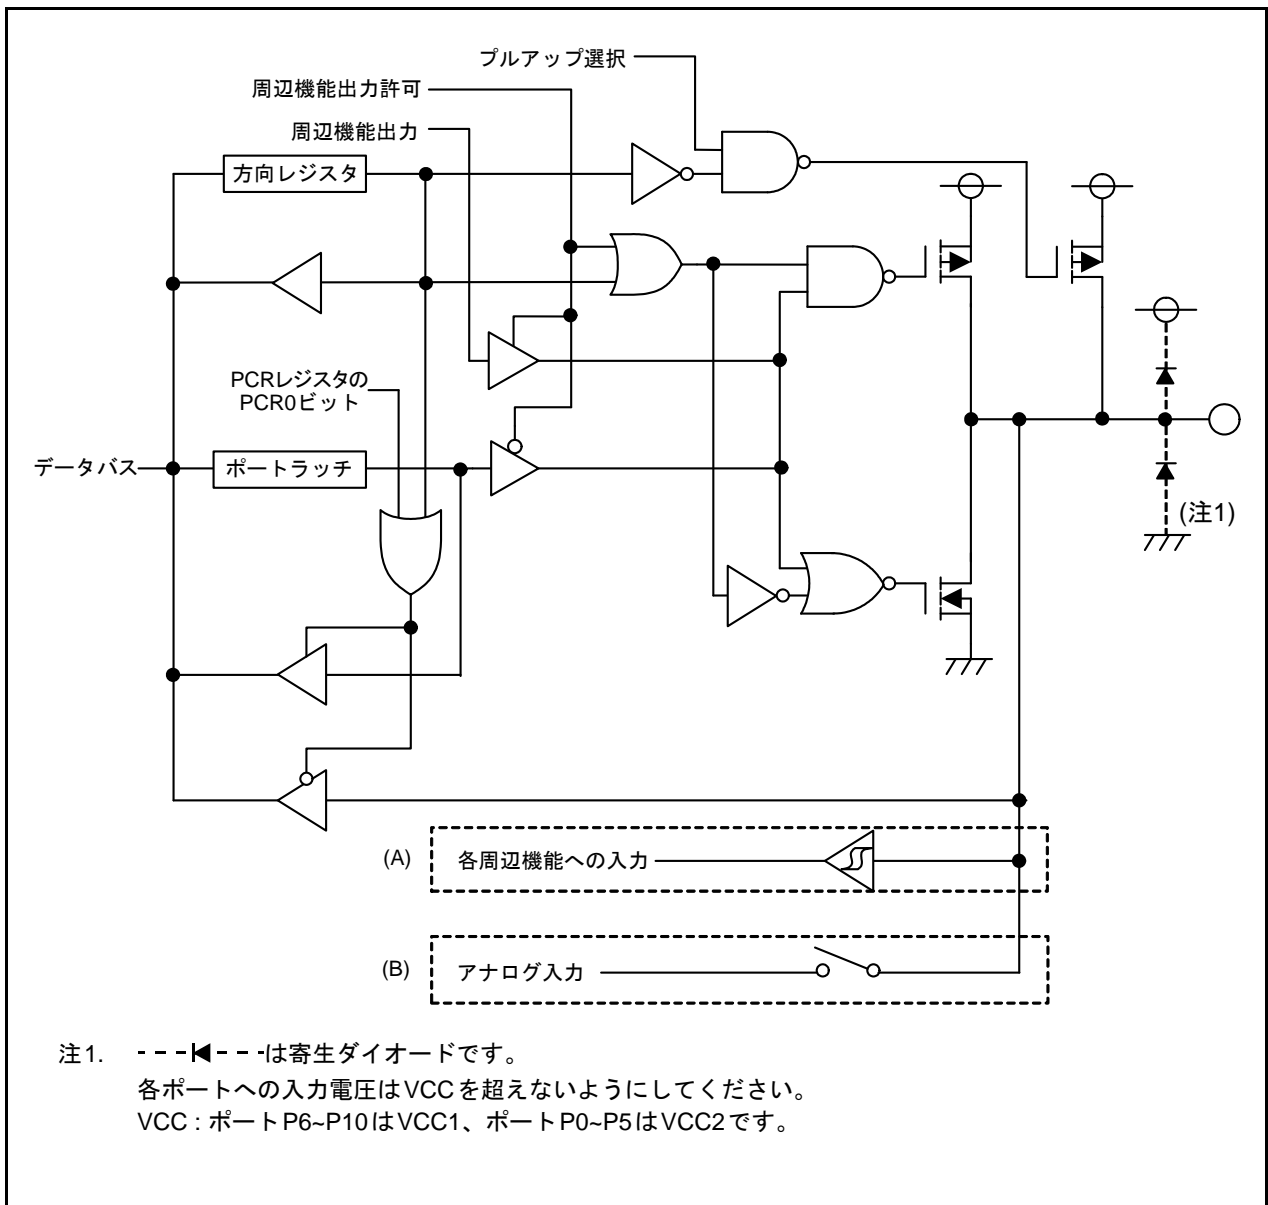 プルアップ選択
周辺機能出力許可
周辺機能出力
方向レジスタ
PCRレジスタの
PCR0ビット
データバス
ポートラッチ
(注1)
(A)
各周辺機能への入力
(B)
アナログ入力
注1. は寄生ダイオードです。
各ポートへの入力電圧はVCCを超えないようにしてください。
VCC : ポートP6~P10はVCC1、ポートP0~P5はVCC2です。